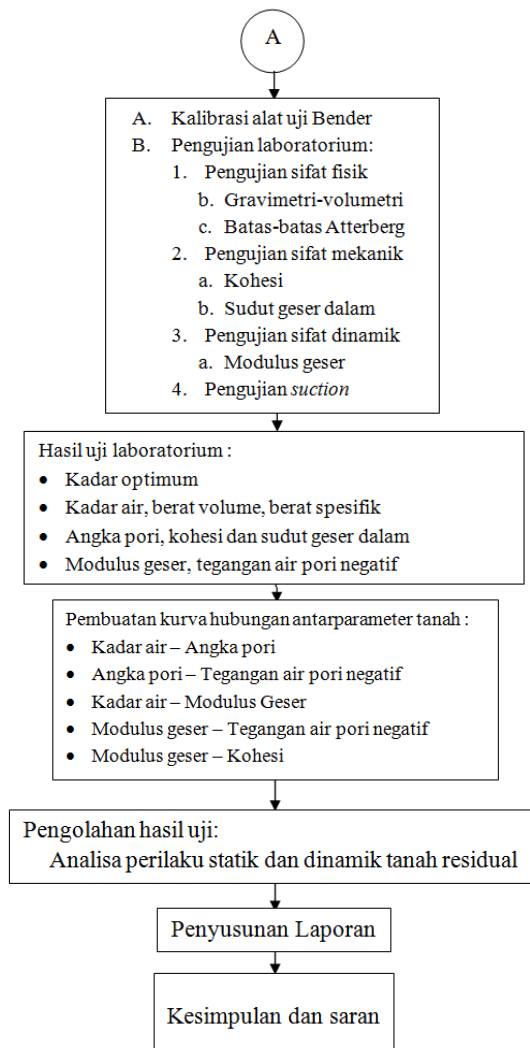 A
A. Kalibrasi alat uji Bender
B. Pengujian laboratorium:
1. Pengujian sifat fisik
b. Gravimetri-volumetri
c. Batas-batas Atterberg
2. Pengujian sifat mekanik
a. Kohesi
b. Sudut geser dalam
3. Pengujian sifat dinamik
a. Modulus geser
4. Pengujian suction
Hasil uji laboratorium :
• Kadar optimum
• Kadar air, berat volume, berat spesifik
• Angka pori, kohesi dan sudut geser dalam
• Modulus geser, tegangan air pori negatif
Pembuatan kurva hubungan antarparameter tanah :
• Kadar air – Angka pori
• Angka pori – Tegangan air pori negatif
• Kadar air – Modulus Geser
• Modulus geser – Tegangan air pori negatif
• Modulus geser – Kohesi
Pengolahan hasil uji:
Analisa perilaku statik dan dinamik tanah residual
Penyusunan Laporan
Kesimpulan dan saran